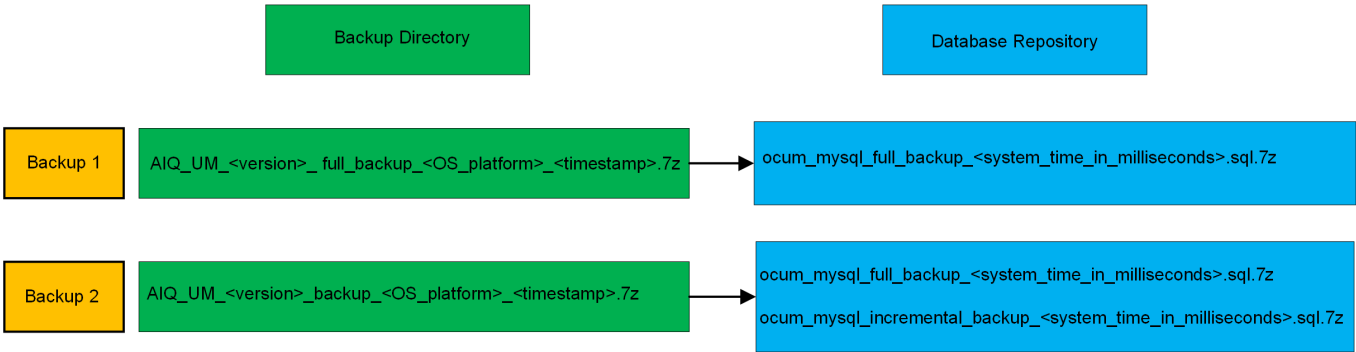 Backup Directory
Database Repository
Backup 1
AIQ_UM_<version>_ full_backup_<OS_platform>_<timestamp>.7z
ocum_mysql_full_backup_<system_time_in_milliseconds>.sql.7z
Backup 2
AIQ_UM_<version>_backup_<OS_platform>_<timestamp>.7z
ocum_mysql_full_backup_<system_time_in_milliseconds>.sql.7z
ocum_mysql_incremental_backup_<system_time_in_milliseconds>.sql.7z